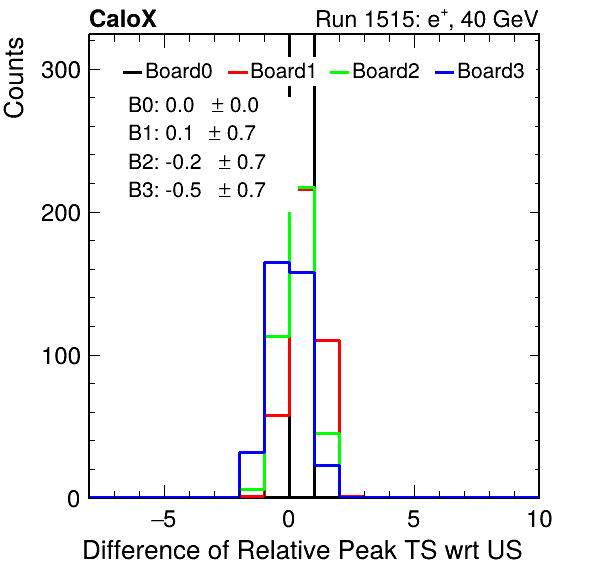 CaloX Run 1515: e⁺, 40 GeV
Counts
300
200
100
0
Board0 Board1 Board2 Board3
B0: 0.0 ± 0.0
B1: 0.1 ± 0.7
B2: -0.2 ± 0.7
B3: -0.5 ± 0.7
−5 0 5 10
Difference of Relative Peak TS wrt US